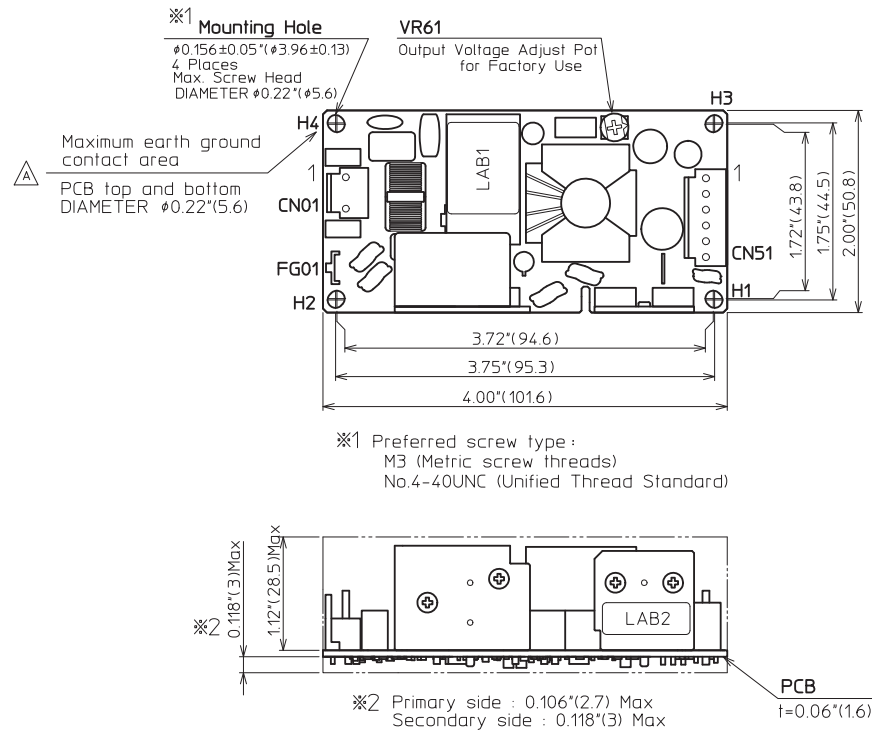 ※1 Mounting Hole
φ0.156±0.05"(φ3.96±0.13)
4 Places
Max. Screw Head
DIAMETER φ0.22"(φ5.6)
VR61
Output Voltage Adjust Pot
for Factory Use
H3
H4
Maximum earth ground
contact area
A
PCB top and bottom
DIAMETER φ0.22"(5.6)
1
CN01
LAB1
1
CN51
FG01
H2
H1
1.72"(43.8)
1.75"(44.5)
2.00"(50.8)
3.72"(94.6)
3.75"(95.3)
4.00"(101.6)
※1 Preferred screw type :
M3 (Metric screw threads)
No.4-40UNC (Unified Thread Standard)
※2
0.118"(3)Max
1.12"(28.5)Max
LAB2
※2 Primary side : 0.106"(2.7) Max
Secondary side : 0.118"(3) Max
PCB
t=0.06"(1.6)